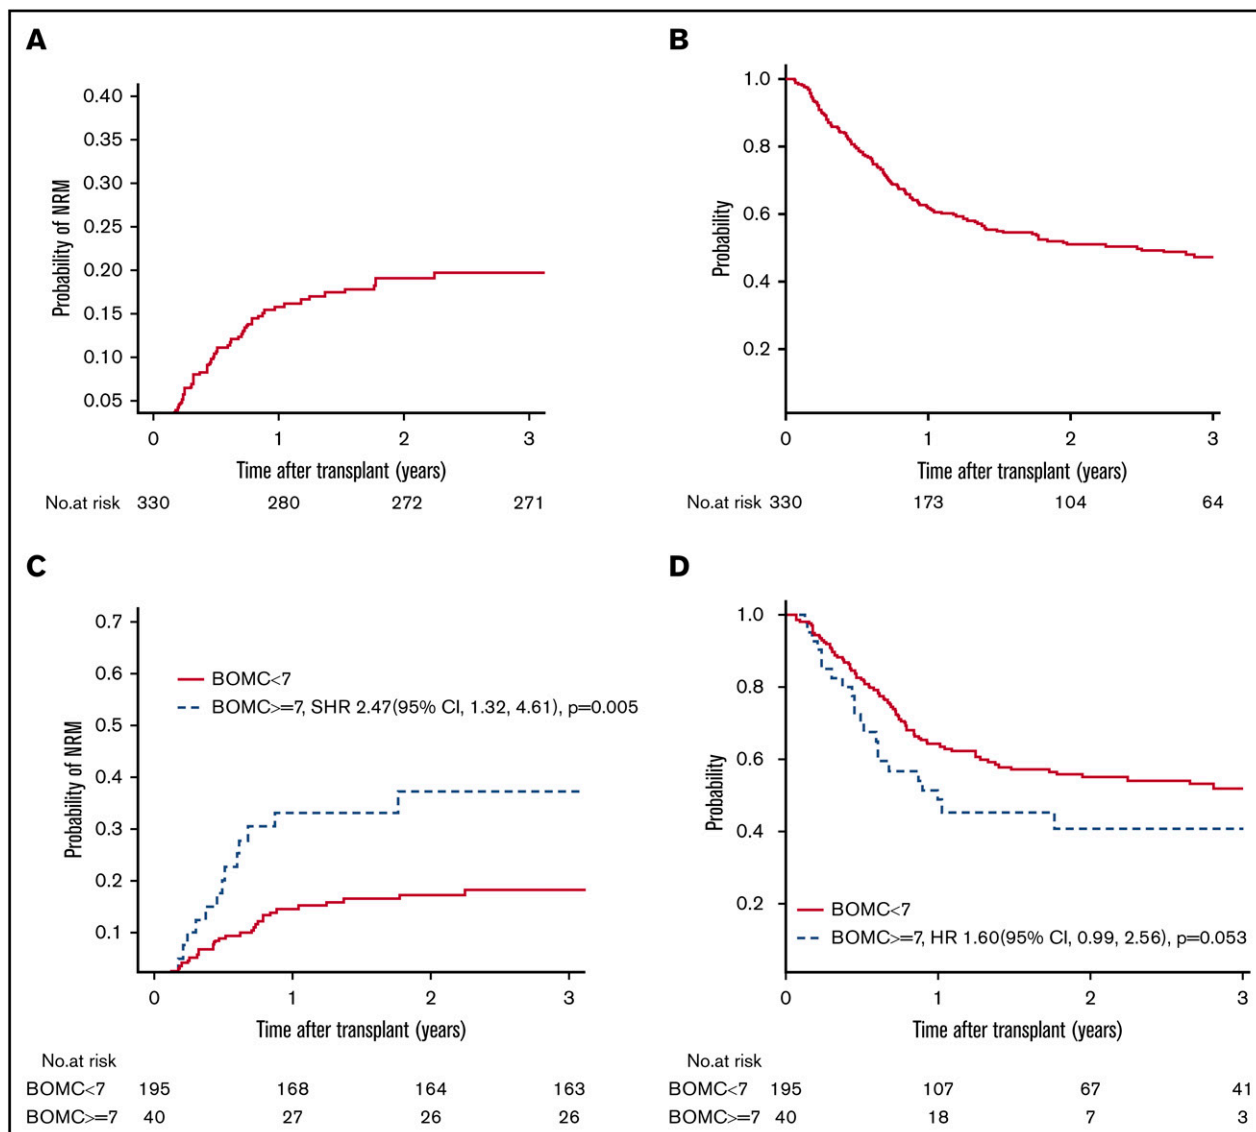 A
Probability of NRM
0.40
0.35
0.30
0.25
0.20
0.15
0.10
0.05
0 1 2 3
Time after transplant (years)
No.at risk 330 280 272 271
B
Probability
1.0
0.8
0.6
0.4
0.2
0 1 2 3
Time after transplant (years)
No.at risk 330 173 104 64
C
Probability of NRM
0.7
0.6
0.5
0.4
0.3
0.2
0.1
BOMC<7
BOMC>=7, SHR 2.47(95% CI, 1.32, 4.61), p=0.005
0 1 2 3
Time after transplant (years)
No.at risk
BOMC<7 195 168 164 163
BOMC>=7 40 27 26 26
D
Probability
1.0
0.8
0.6
0.4
0.2
BOMC<7
BOMC>=7, HR 1.60(95% CI, 0.99, 2.56), p=0.053
0 1 2 3
Time after transplant (years)
No.at risk
BOMC<7 195 107 67 41
BOMC>=7 40 18 7 3